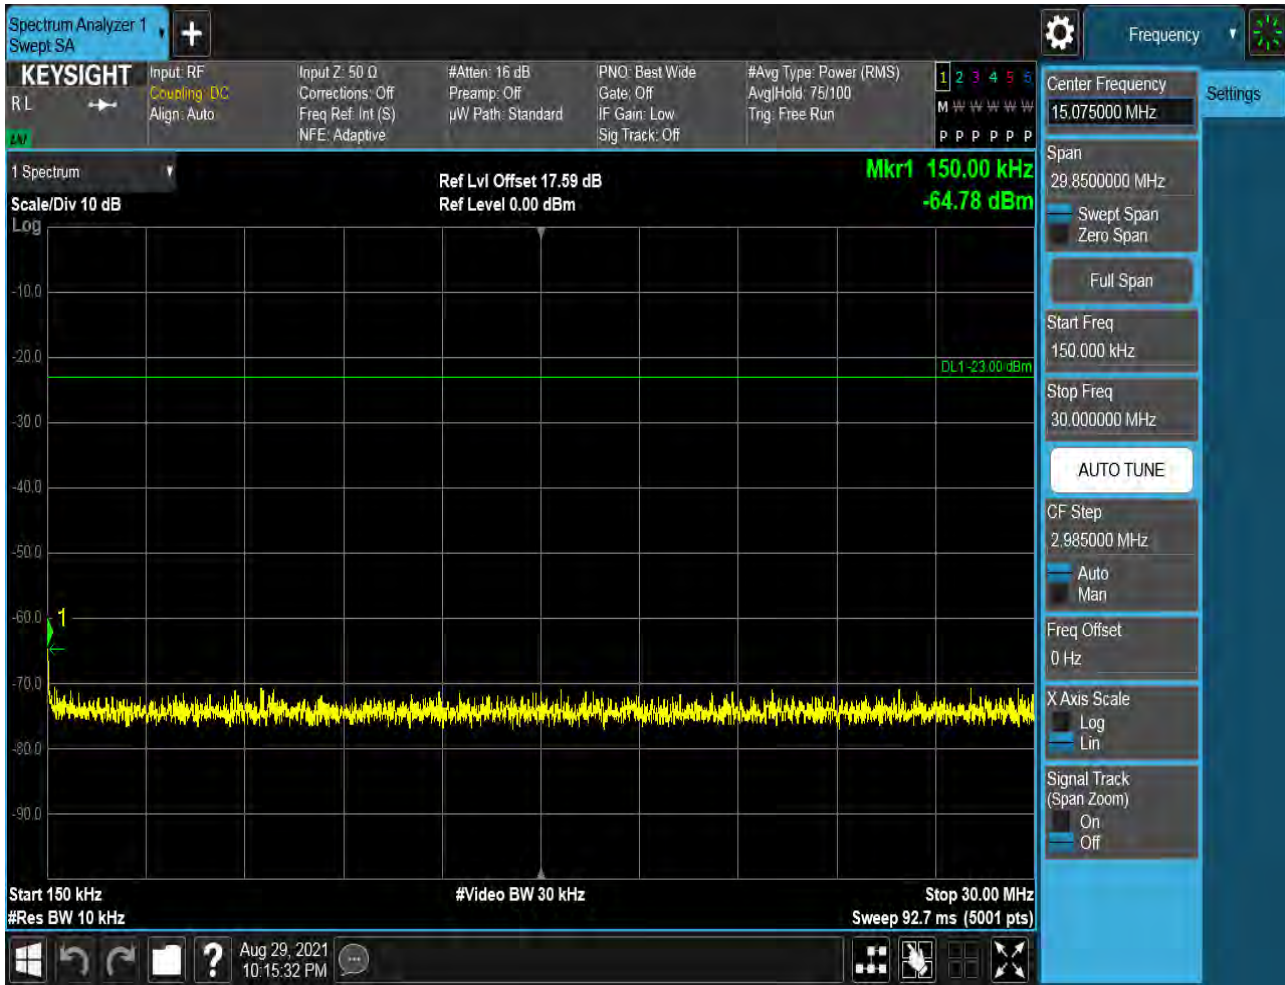 Spectrum Analyzer 1
Swept SA
Frequency
KEYSIGHT
R L
LNI
Input: RF
Coupling: DC
Align: Auto
Input Z: 50 Ω
Corrections: Off
Freq Ref: Int (S)
NFE: Adaptive
#Atten: 16 dB
Preamp: Off
µW Path: Standard
PNO: Best Wide
Gate: Off
IF Gain: Low
Sig Track: Off
#Avg Type: Power (RMS)
Avg|Hold: 75/100
Trig: Free Run
1 2 3 4 5 6
M W W W W W
P P P P P P
1 Spectrum
Scale/Div 10 dB
Log
Ref Lvl Offset 17.59 dB
Ref Level 0.00 dBm
Mkr1 150.00 kHz
-64.78 dBm
-10.0
-20.0
DL1 -23.00 dBm
-30.0
-40.0
-50.0
-60.0
1
-70.0
-80.0
-90.0
Start 150 kHz
#Res BW 10 kHz
#Video BW 30 kHz
Stop 30.00 MHz
Sweep 92.7 ms (5001 pts)
Aug 29, 2021
10:15:32 PM
Center Frequency
15.075000 MHz
Settings
Span
29.8500000 MHz
Swept Span
Zero Span
Full Span
Start Freq
150.000 kHz
Stop Freq
30.000000 MHz
AUTO TUNE
CF Step
2.985000 MHz
Auto
Man
Freq Offset
0 Hz
X Axis Scale
Log
Lin
Signal Track
(Span Zoom)
On
Off